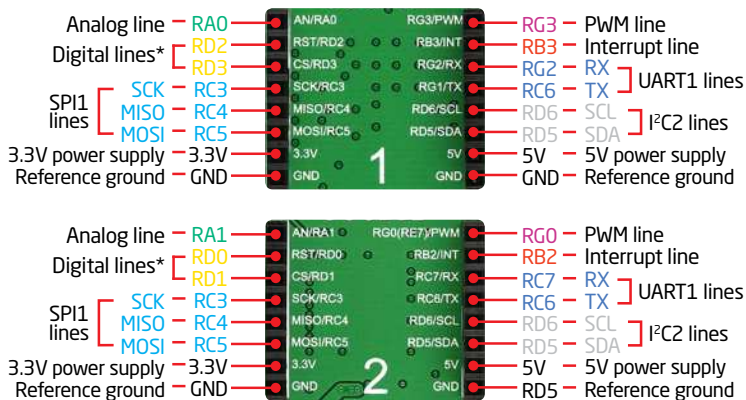 Analog line – RA0 AN/RA0 RG3/PWM RG3 – PWM line
Digital lines* RD2 RST/RD2 RB3/INT RB3 – Interrupt line
RD3 CS/RD3 RG2/RX RG2 – RX
UART1 lines
SPI1 lines
SCK – RC3 SCK/RC3 RG1/TX RC6 – TX
MISO – RC4 MISO/RC4 RD6/SCL RD6 – SCL
I²C2 lines
MOSI – RC5 MOSI/RC5 RD5/SDA RD5 – SDA
3.3V power supply – 3.3V 3.3V 5V 5V – 5V power supply
Reference ground – GND GND 1 GND GND – Reference ground
Analog line – RA1 AN/RA1 RG0(RE7)/PWM RG0 – PWM line
Digital lines* RD0 RST/RD0 RB2/INT RB2 – Interrupt line
RD1 CS/RD1 RC7/RX RC7 – RX
UART1 lines
SPI1 lines
SCK – RC3 SCK/RC3 RC6/TX RC6 – TX
MISO – RC4 MISO/RC4 RD6/SCL RD6 – SCL
I²C2 lines
MOSI – RC5 MOSI/RC5 RD5/SDA RD5 – SDA
3.3V power supply – 3.3V 3.3V 5V 5V – 5V power supply
Reference ground – GND GND 2 GND RD5 – Reference ground